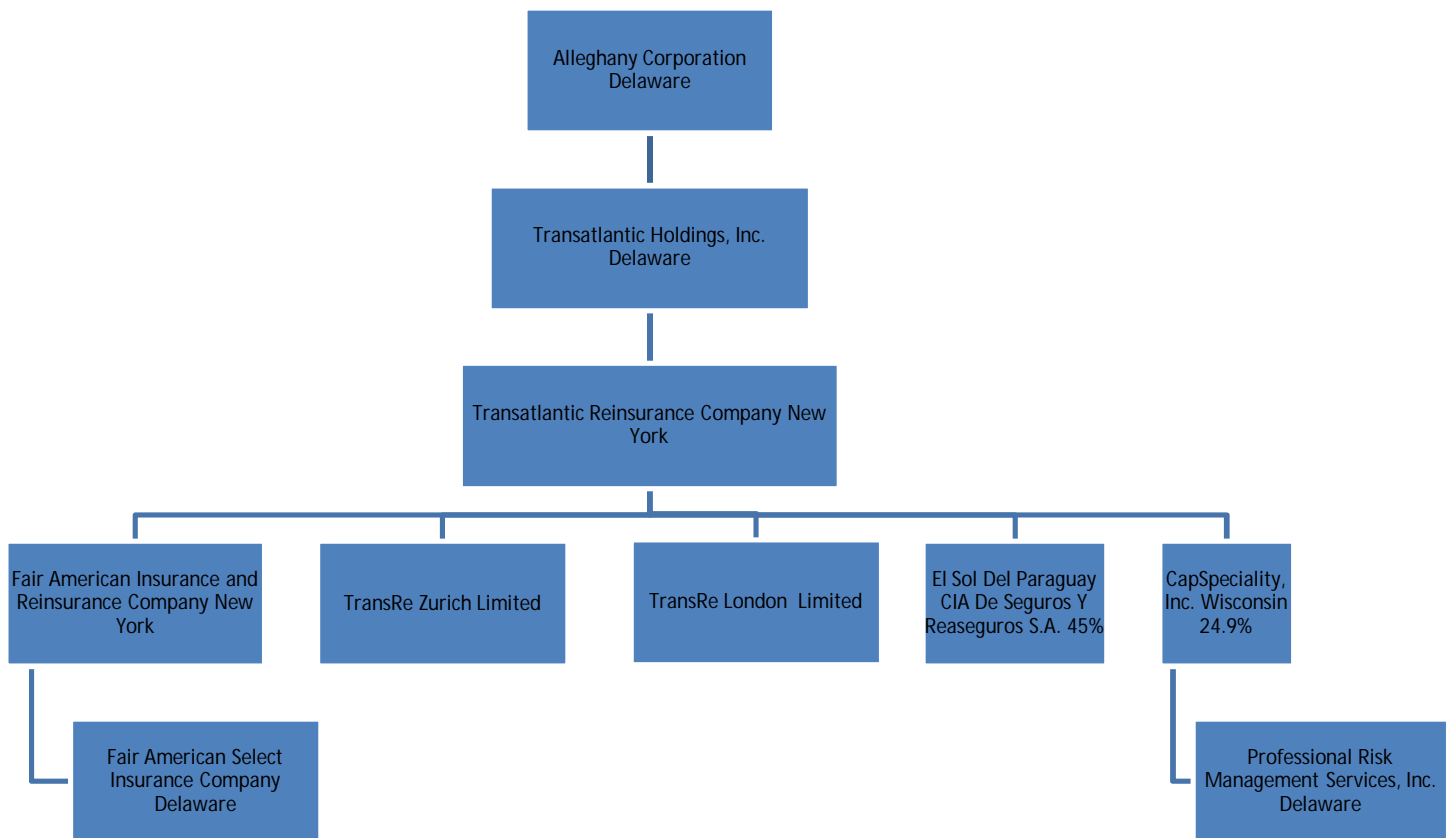 Alleghany Corporation
Delaware
Transatlantic Holdings, Inc.
Delaware
Transatlantic Reinsurance Company New
York
Fair American Insurance and
Reinsurance Company New
York
TransRe Zurich Limited
TransRe London Limited
El Sol Del Paraguay
CIA De Seguros Y
Reaseguros S.A. 45%
CapSpeciality,
Inc. Wisconsin
24.9%
Fair American Select
Insurance Company
Delaware
Professional Risk
Management Services, Inc.
Delaware